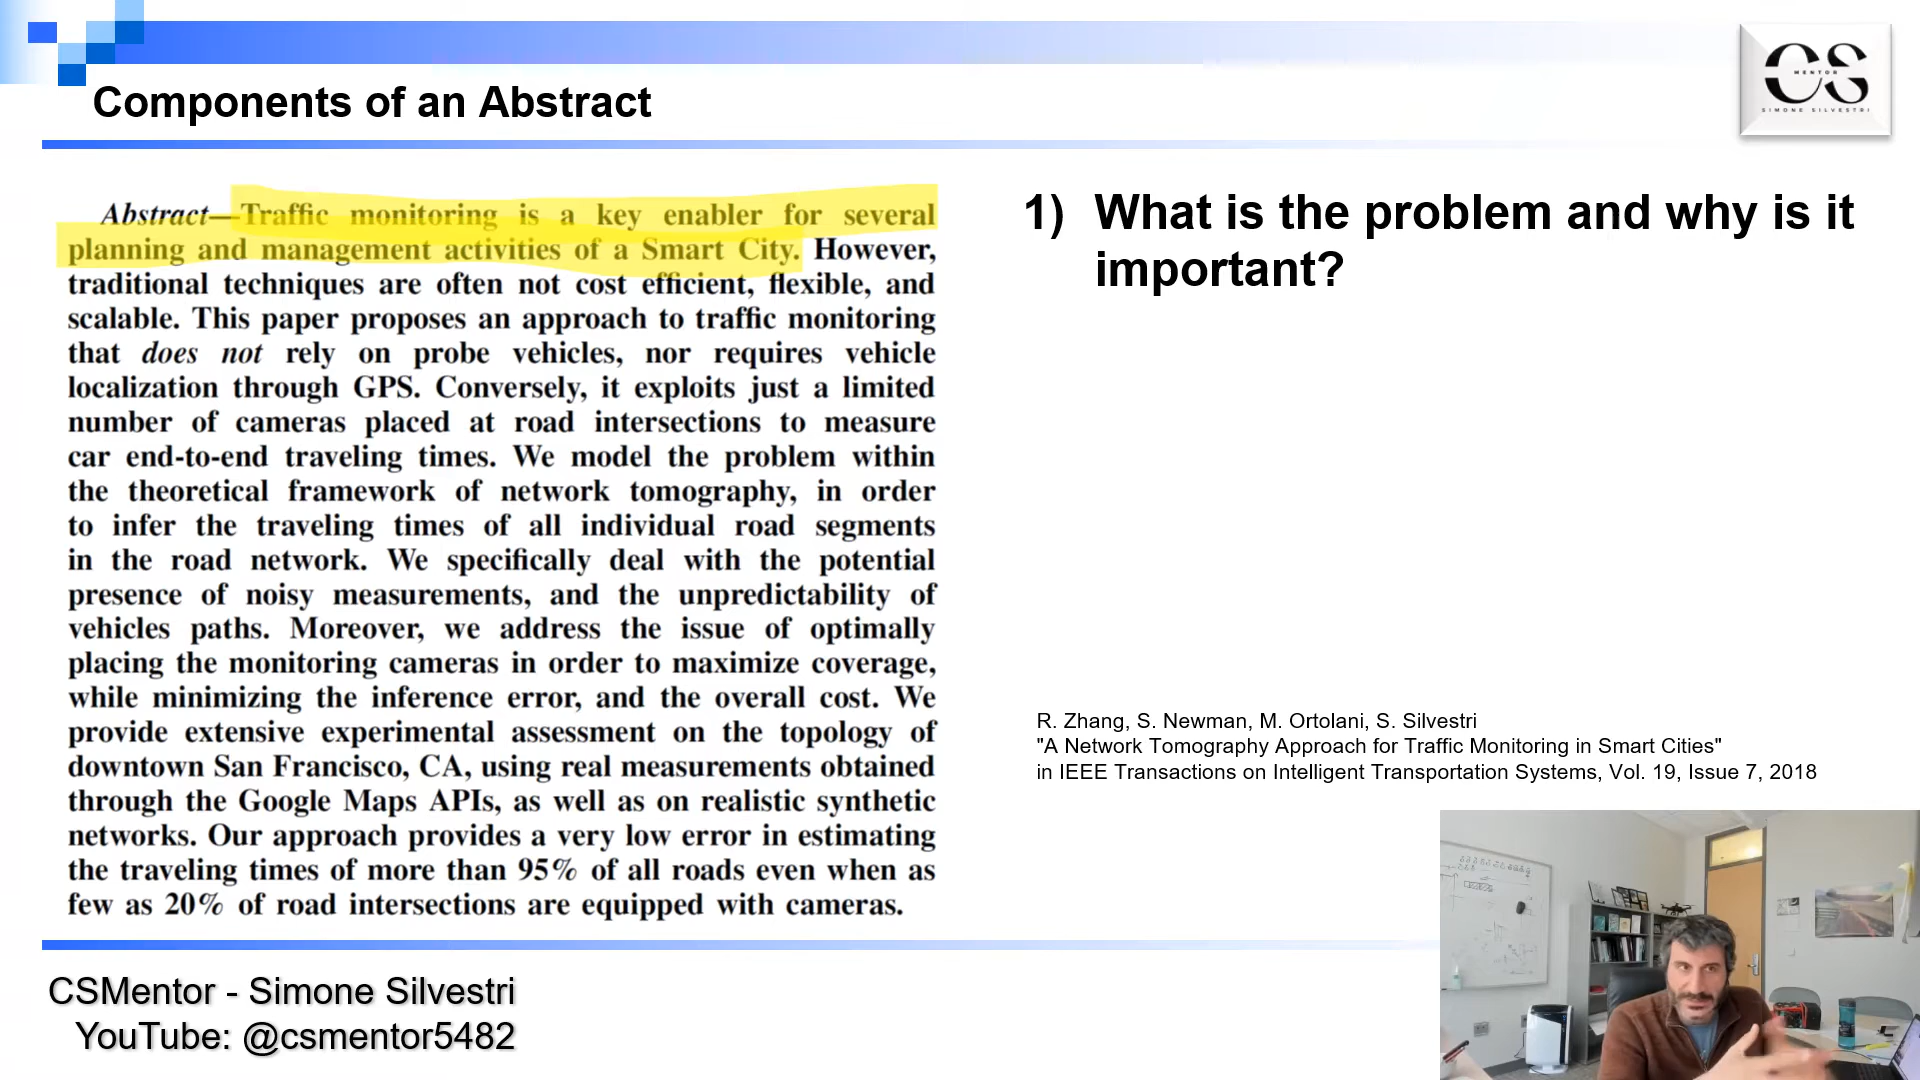 CS
MENTOR
SIMONE SILVESTRI
Components of an Abstract
Abstract—Traffic monitoring is a key enabler for several
planning and management activities of a Smart City. However,
traditional techniques are often not cost efficient, flexible, and
scalable. This paper proposes an approach to traffic monitoring
that does not rely on probe vehicles, nor requires vehicle
localization through GPS. Conversely, it exploits just a limited
number of cameras placed at road intersections to measure
car end-to-end traveling times. We model the problem within
the theoretical framework of network tomography, in order
to infer the traveling times of all individual road segments
in the road network. We specifically deal with the potential
presence of noisy measurements, and the unpredictability of
vehicles paths. Moreover, we address the issue of optimally
placing the monitoring cameras in order to maximize coverage,
while minimizing the inference error, and the overall cost. We
provide extensive experimental assessment on the topology of
downtown San Francisco, CA, using real measurements obtained
through the Google Maps APIs, as well as on realistic synthetic
networks. Our approach provides a very low error in estimating
the traveling times of more than 95% of all roads even when as
few as 20% of road intersections are equipped with cameras.
1) What is the problem and why is it
important?
R. Zhang, S. Newman, M. Ortolani, S. Silvestri
"A Network Tomography Approach for Traffic Monitoring in Smart Cities"
in IEEE Transactions on Intelligent Transportation Systems, Vol. 19, Issue 7, 2018
CSMentor - Simone Silvestri
YouTube: @csmentor5482